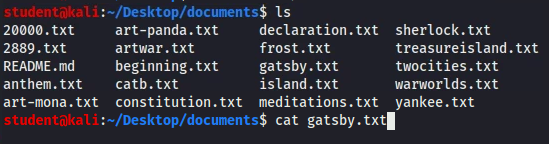 student@kali:~/Desktop/documents$ ls
20000.txt art-panda.txt declaration.txt sherlock.txt
2889.txt artwar.txt frost.txt treasureisland.txt
README.md beginning.txt gatsby.txt twocities.txt
anthem.txt catb.txt island.txt warworlds.txt
art-mona.txt constitution.txt meditations.txt yankee.txt
student@kali:~/Desktop/documents$ cat gatsby.txt